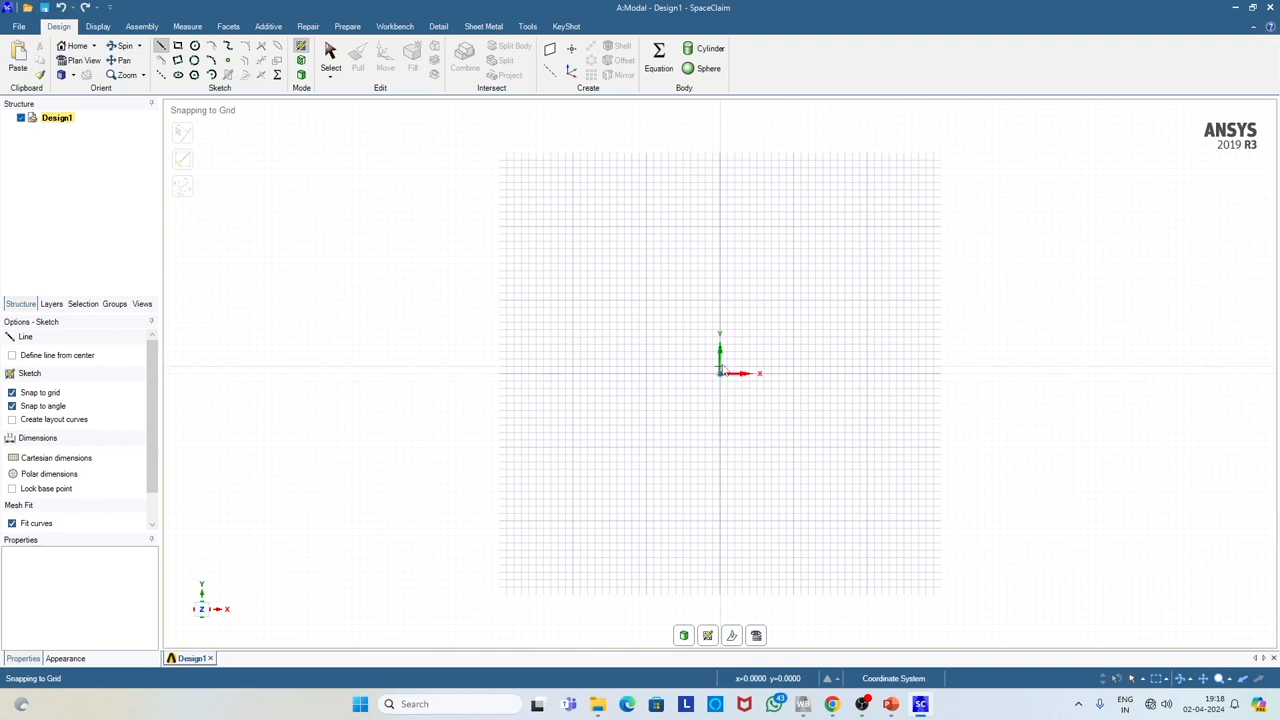 A:Modal - Design1 - SpaceClaim
File Design Display Assembly Measure Facets Additive Repair Prepare Workbench Detail Sheet Metal Tools KeyShot
Paste
Home Spin
Plan View Pan
Zoom
Select Pull Move Fill
Combine
Split Body
Split
Project
Shell
Offset
Mirror
Equation
Cylinder
Sphere
Clipboard Orient Sketch Mode Edit Intersect Create Body
Structure
Design1
Snapping to Grid
ANSYS
2019 R3
Y
X
Structure Layers Selection Groups Views
Options - Sketch
Line
Define line from center
Sketch
Snap to grid
Snap to angle
Create layout curves
Dimensions
Cartesian dimensions
Polar dimensions
Lock base point
Mesh Fit
Fit curves
Properties
Y
Z X
Properties Appearance
Design1
Snapping to Grid x=0.0000 y=0.0000 Coordinate System
Search
43
L
WB
SC
ENG
IN
19:18
02-04-2024